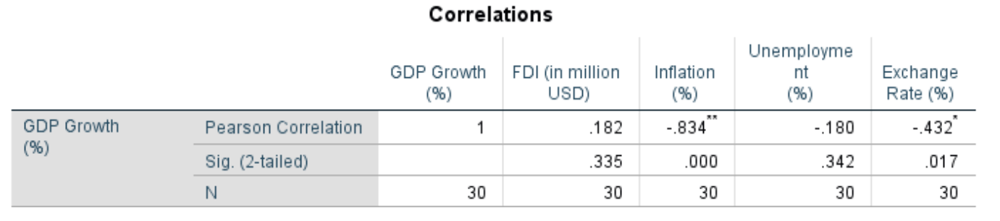 Correlations
GDP Growth (%) FDI (in million USD) Inflation (%) Unemployme nt (%) Exchange Rate (%)
GDP Growth (%) Pearson Correlation 1 .182 -.834** -.180 -.432*
Sig. (2-tailed) .335 .000 .342 .017
N 30 30 30 30 30